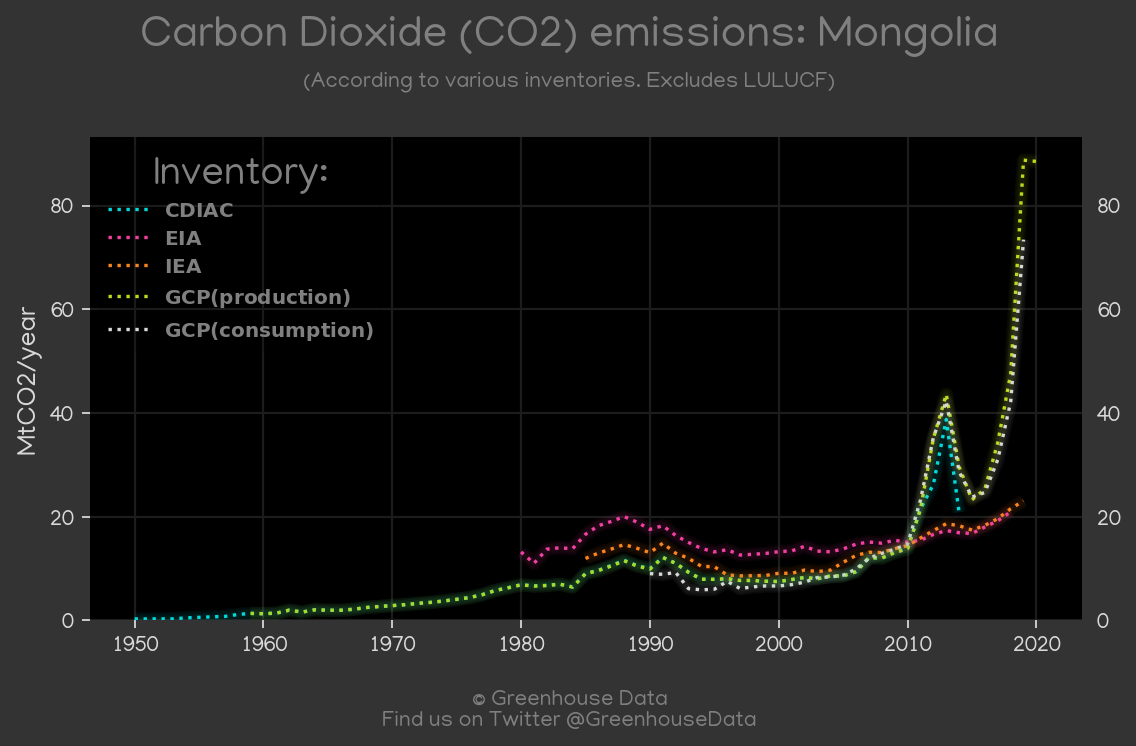 Carbon Dioxide (CO2) emissions: Mongolia
(According to various inventories. Excludes LULUCF)
Inventory:
CDIAC
EIA
IEA
GCP(production)
GCP(consumption)
MtCO2/year
80
60
40
20
0
80
60
40
20
0
1950 1960 1970 1980 1990 2000 2010 2020
© Greenhouse Data
Find us on Twitter @GreenhouseData